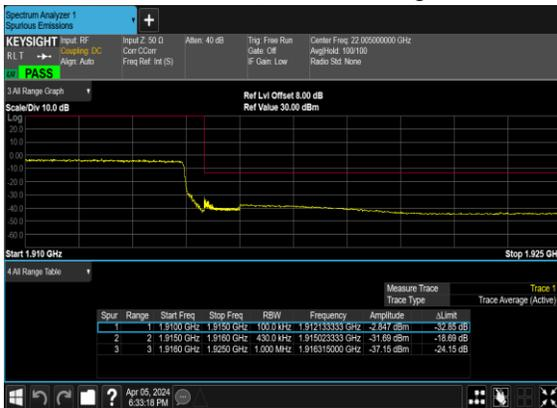 Spectrum Analyzer 1
Spurious Emissions
KEYSIGHT
RLT
PASS
Input: RF
Coupling: DC
Align: Auto
Input Z: 50 Ω
Corr CCorr
Freq Ref: Int (S)
Atten: 40 dB
Trig: Free Run
Gate: Off
IF Gain: Low
Center Freq: 22.005000000 GHz
Avg|Hold: 100/100
Radio Std: None
3 All Range Graph
Scale/Div 10.0 dB
Ref Lvl Offset 8.00 dB
Ref Value 30.00 dBm
Log
20.0
10.0
0.00
-10.0
-20.0
-30.0
-40.0
-50.0
-60.0
Start 1.910 GHz
Stop 1.925 GH
4 All Range Table
Measure Trace Trace 1
Trace Type Trace Average (Active)
Spur Range Start Freq Stop Freq RBW Frequency Amplitude ΔLimit
1 1 1.9100 GHz 1.9150 GHz 100.0 kHz 1.912133333 GHz -2.847 dBm -32.85 dB
2 2 1.9150 GHz 1.9160 GHz 430.0 kHz 1.915023333 GHz -31.69 dBm -18.69 dB
3 3 1.9160 GHz 1.9250 GHz 1.000 MHz 1.916315000 GHz -37.15 dBm -24.15 dB
Apr 05, 2024
6:33:18 PM